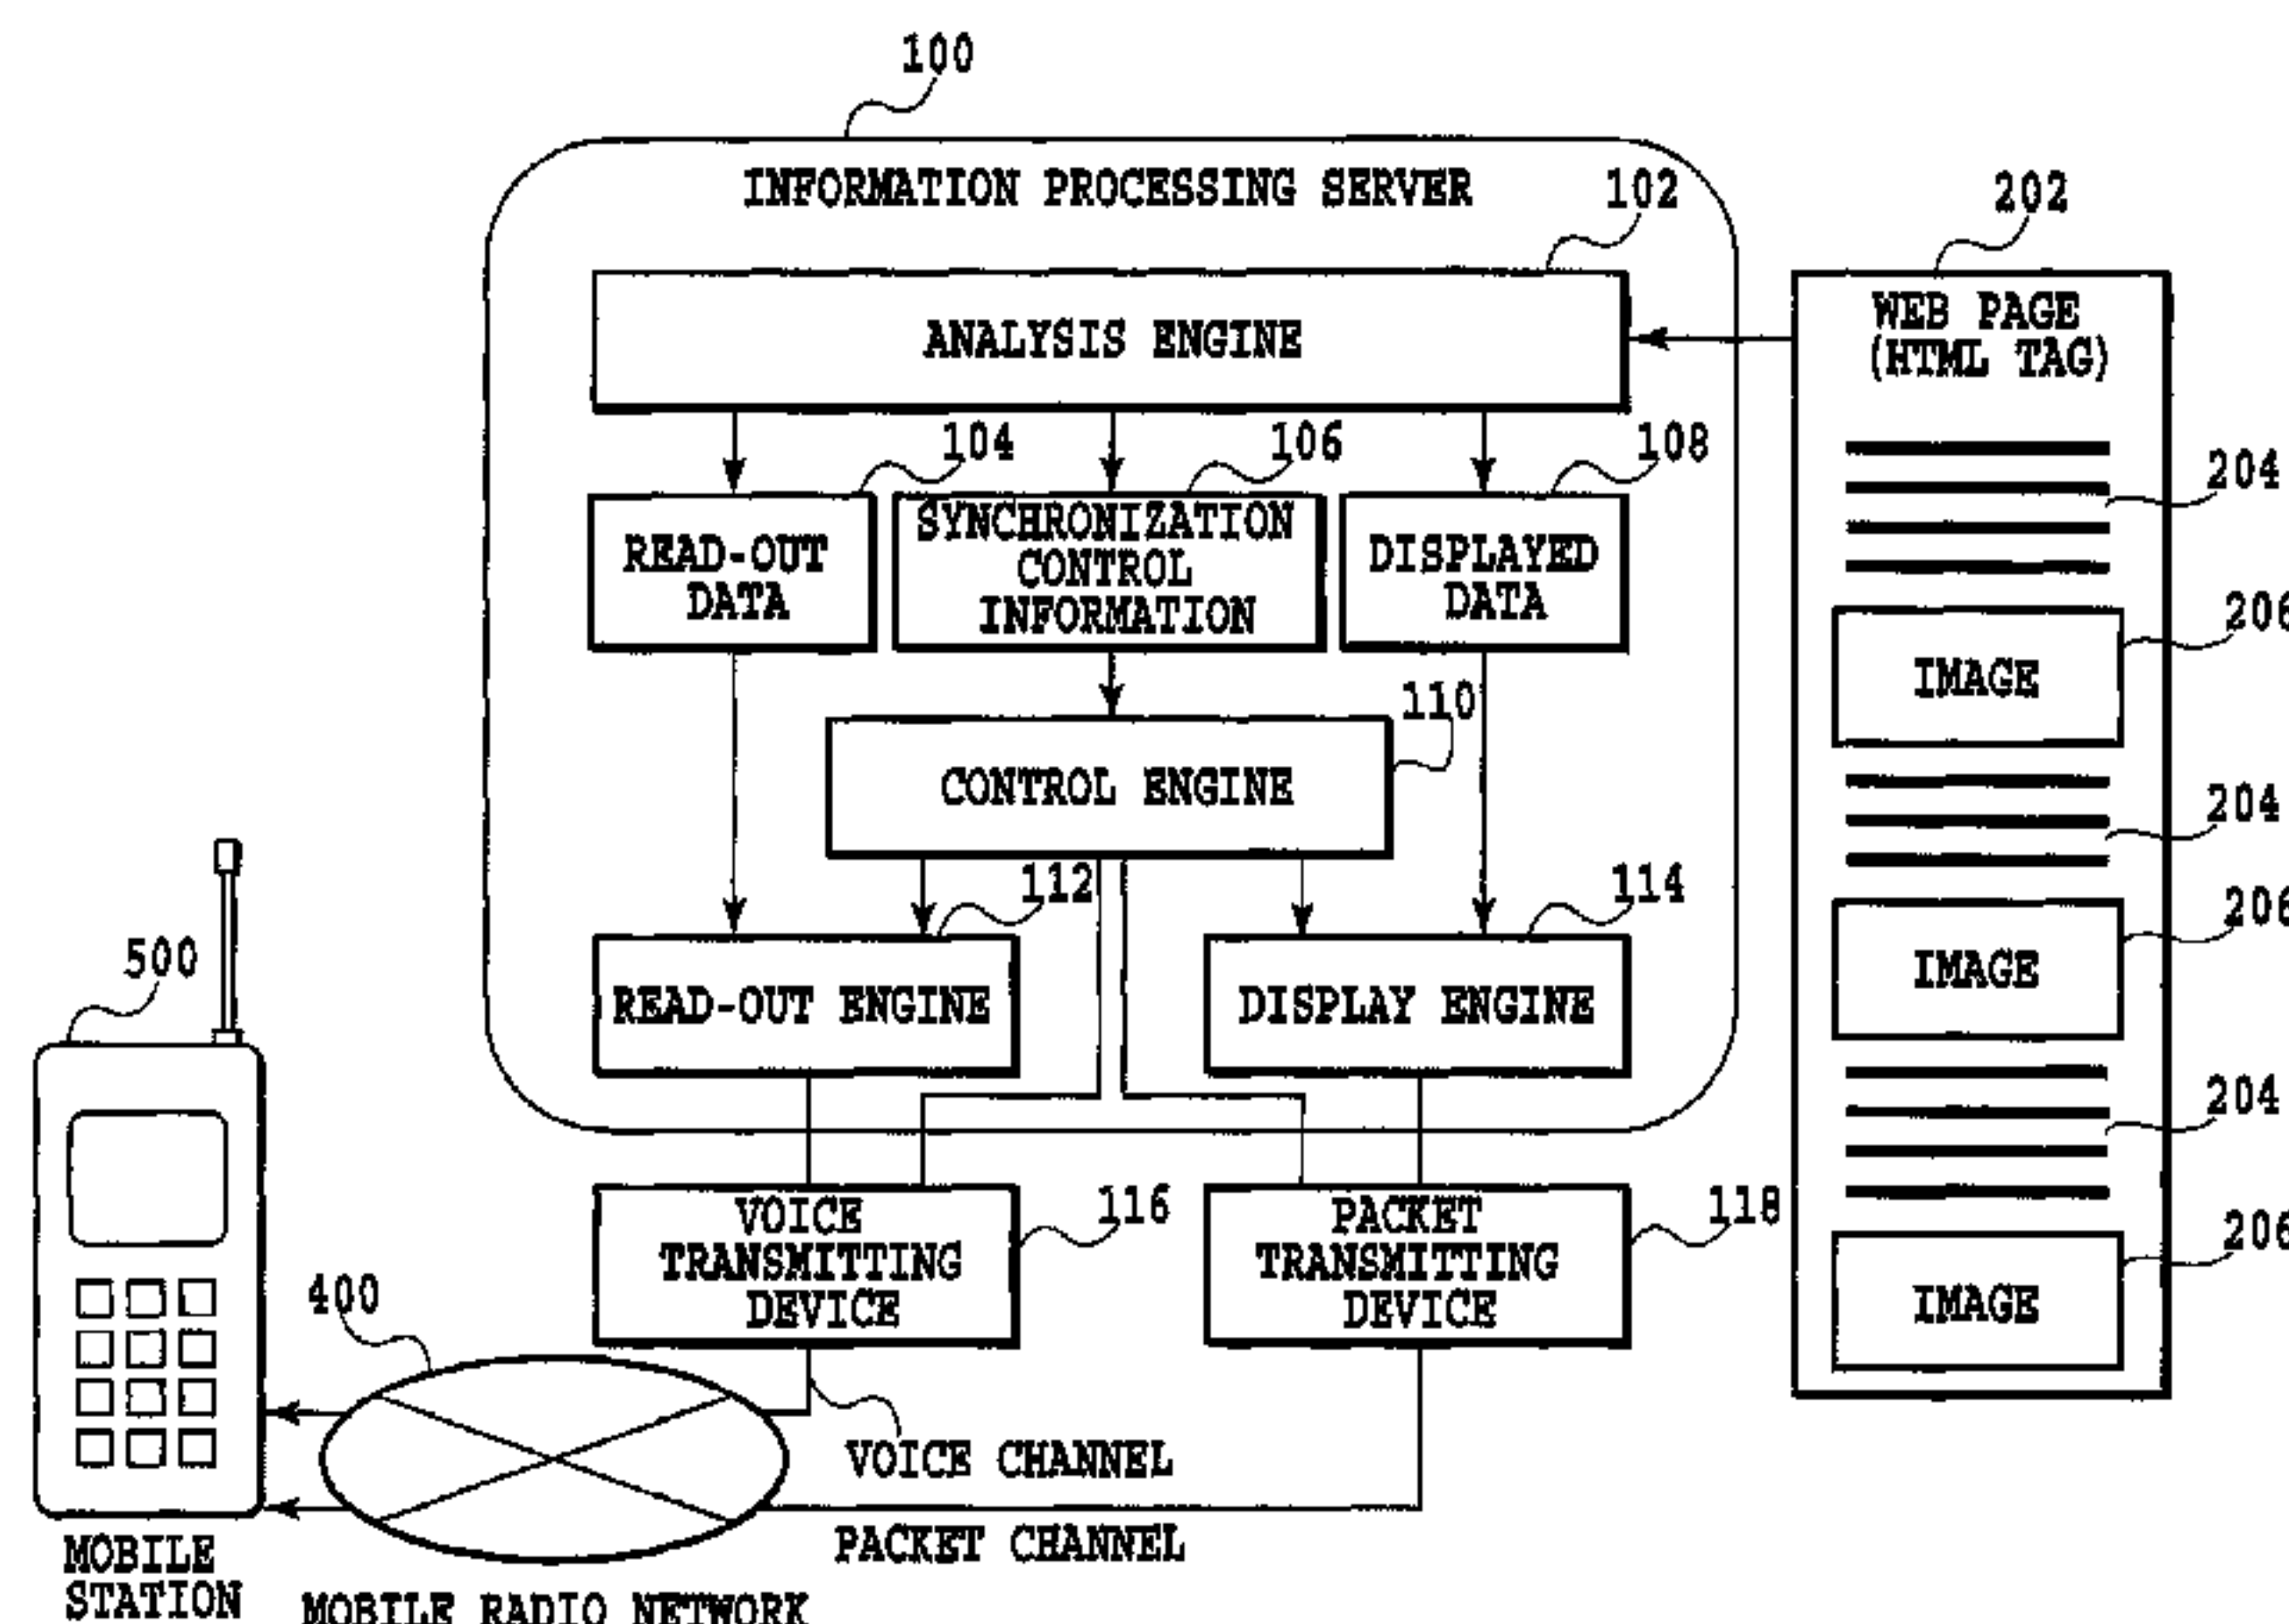 100
INFORMATION PROCESSING SERVER
102
202
ANALYSIS ENGINE
WEB PAGE
(HTML TAG)
104
106
108
204
READ-OUT
DATA
SYNCHRONIZATION
CONTROL
INFORMATION
DISPLAYED
DATA
206
IMAGE
110
CONTROL ENGINE
204
112
114
206
IMAGE
500
READ-OUT ENGINE
DISPLAY ENGINE
204
116
118
VOICE
TRANSMITTING
DEVICE
PACKET
TRANSMITTING
DEVICE
206
IMAGE
400
VOICE CHANNEL
PACKET CHANNEL
MOBILE
STATION
MOBILE RADIO NETWORK